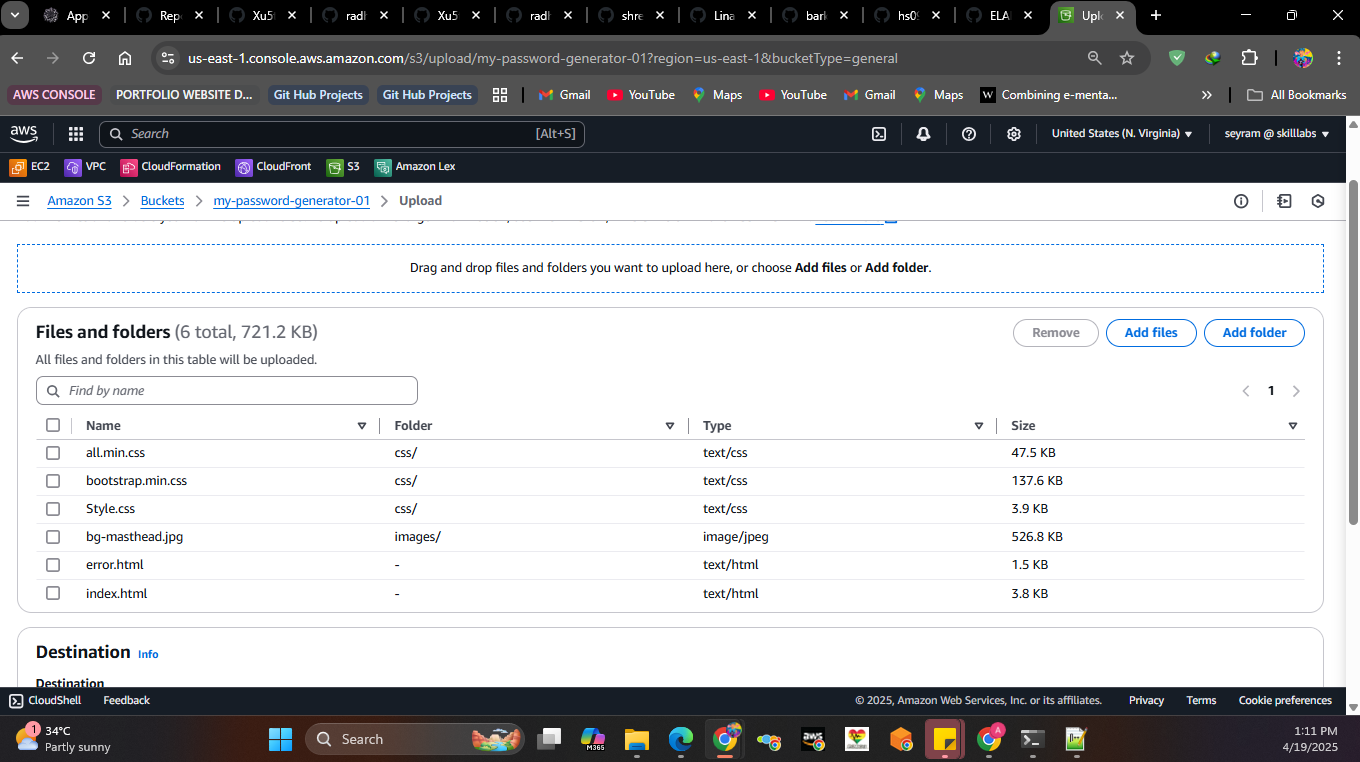 App
Rep
Xu5
radh
Xu5
radh
shre
Lina
bark
hs09
ELA
Uplo
us-east-1.console.aws.amazon.com/s3/upload/my-password-generator-01?region=us-east-1&bucketType=general
AWS CONSOLE PORTFOLIO WEBSITE D... Git Hub Projects Git Hub Projects Gmail YouTube Maps YouTube Gmail Maps W Combining e-menta... » All Bookmarks
aws Search [Alt+S] United States (N. Virginia) seyram @ skilllabs
EC2 VPC CloudFormation CloudFront S3 Amazon Lex
Amazon S3 Buckets my-password-generator-01 Upload
Drag and drop files and folders you want to upload here, or choose Add files or Add folder.
Files and folders (6 total, 721.2 KB) Remove Add files Add folder
All files and folders in this table will be uploaded.
Find by name 1
Name Folder Type Size
all.min.css css/ text/css 47.5 KB
bootstrap.min.css css/ text/css 137.6 KB
Style.css css/ text/css 3.9 KB
bg-masthead.jpg images/ image/jpeg 526.8 KB
error.html - text/html 1.5 KB
index.html - text/html 3.8 KB
Destination Info
Destination
CloudShell Feedback © 2025, Amazon Web Services, Inc. or its affiliates. Privacy Terms Cookie preferences
1 34°C
Partly sunny
Search
M365
aws
A
1:11 PM
4/19/2025